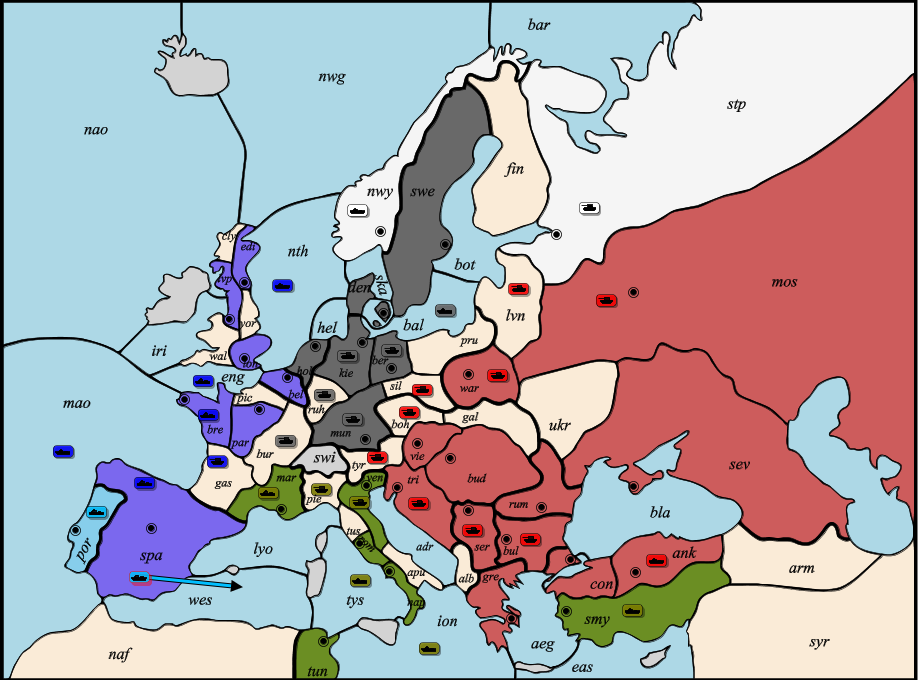 bar
nwg
stp
nao
fin
nwy
swe
cly
edi
nth
bot
lvp
den
ska
mos
yor
hel
bal
lvn
iri
wal
lon
pru
hol
kie
ber
eng
war
mao
pic
bel
ruh
sil
bre
par
mun
boh
gal
ukr
bur
swi
tyr
vie
gas
mar
pie
ven
tri
bud
sev
rum
bla
por
spa
lyo
tus
rom
adr
ser
bul
ank
apu
alb
gre
con
arm
wes
tys
nap
ion
smy
aeg
syr
naf
tun
eas